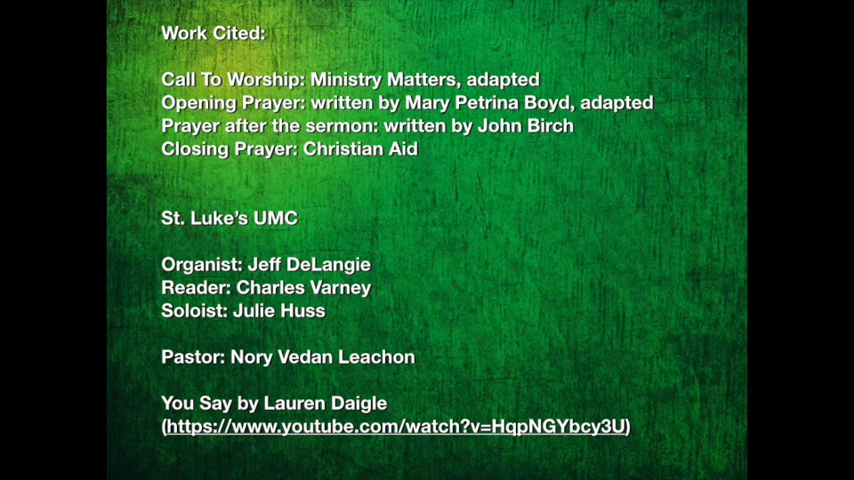 Work Cited:
Call To Worship: Ministry Matters, adapted
Opening Prayer: written by Mary Petrina Boyd, adapted
Prayer after the sermon: written by John Birch
Closing Prayer: Christian Aid
St. Luke’s UMC
Organist: Jeff DeLangie
Reader: Charles Varney
Soloist: Julie Huss
Pastor: Nory Vedan Leachon
You Say by Lauren Daigle
(https://www.youtube.com/watch?v=HqpNGYbcy3U)